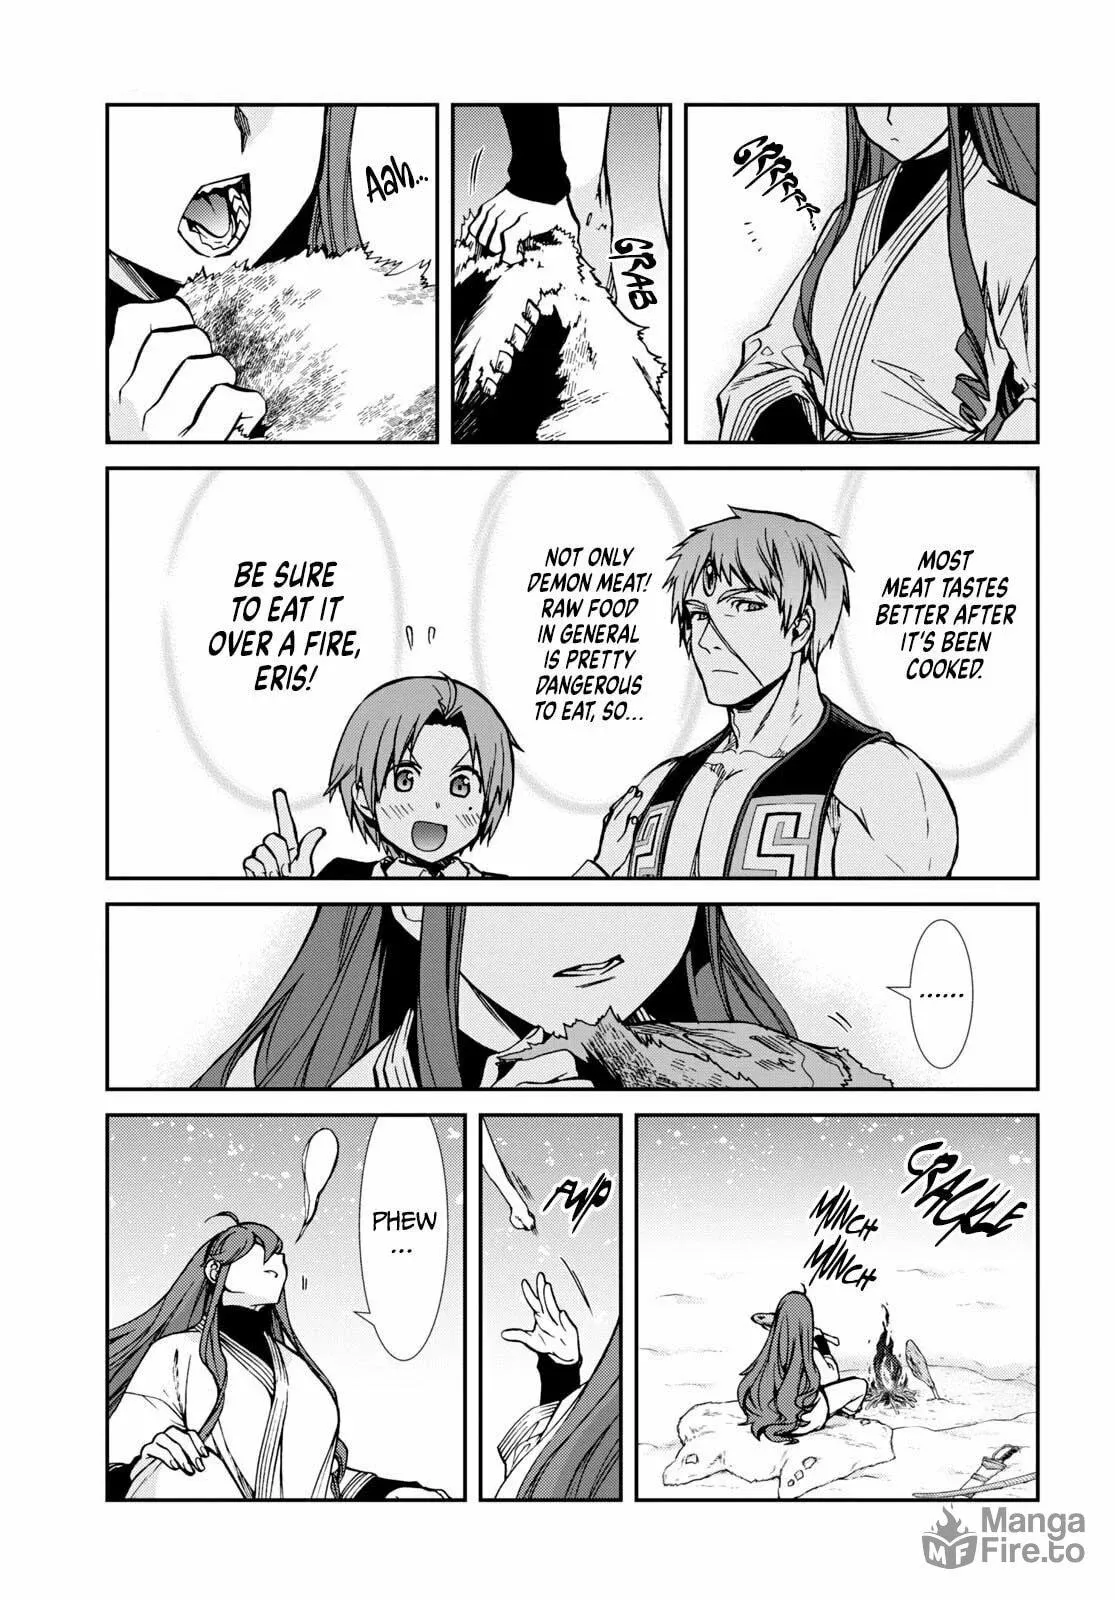 GRRRRR...
GRAB
Aah...
MOST
MEAT TASTES
BETTER AFTER
IT'S BEEN
COOKED.
NOT ONLY
DEMON MEAT!
RAW FOOD
IN GENERAL
IS PRETTY
DANGEROUS
TO EAT, SO...
BE SURE
TO EAT IT
OVER A FIRE,
ERIS!
......
CRACKLE
MUNCH
MUNCH
FWP
PHEW
...
Manga
Fire.to
MF